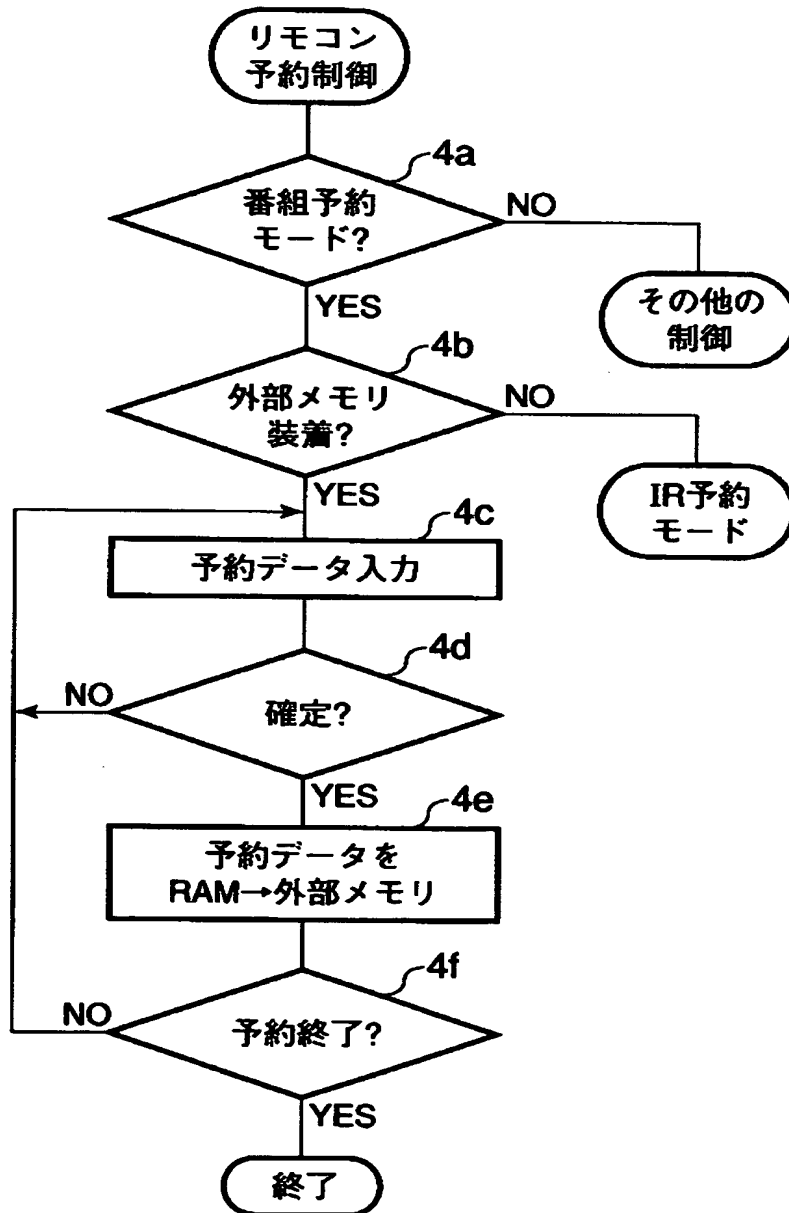 リモコン
予約制御
4a
番組予約
モード?
NO
YES
その他の
制御
4b
外部メモリ
装着?
NO
YES
IR予約
モード
4c
予約データ入力
4d
NO
確定?
YES
4e
予約データを
RAM→外部メモリ
4f
NO
予約終了?
YES
終了